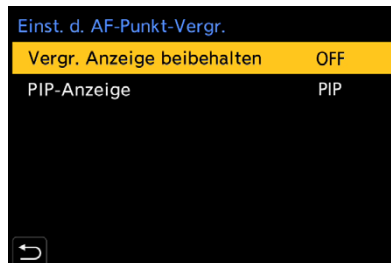 Einst. d. AF-Punkt-Vergr.
Vergr. Anzeige beibehalten OFF
PIP-Anzeige PIP